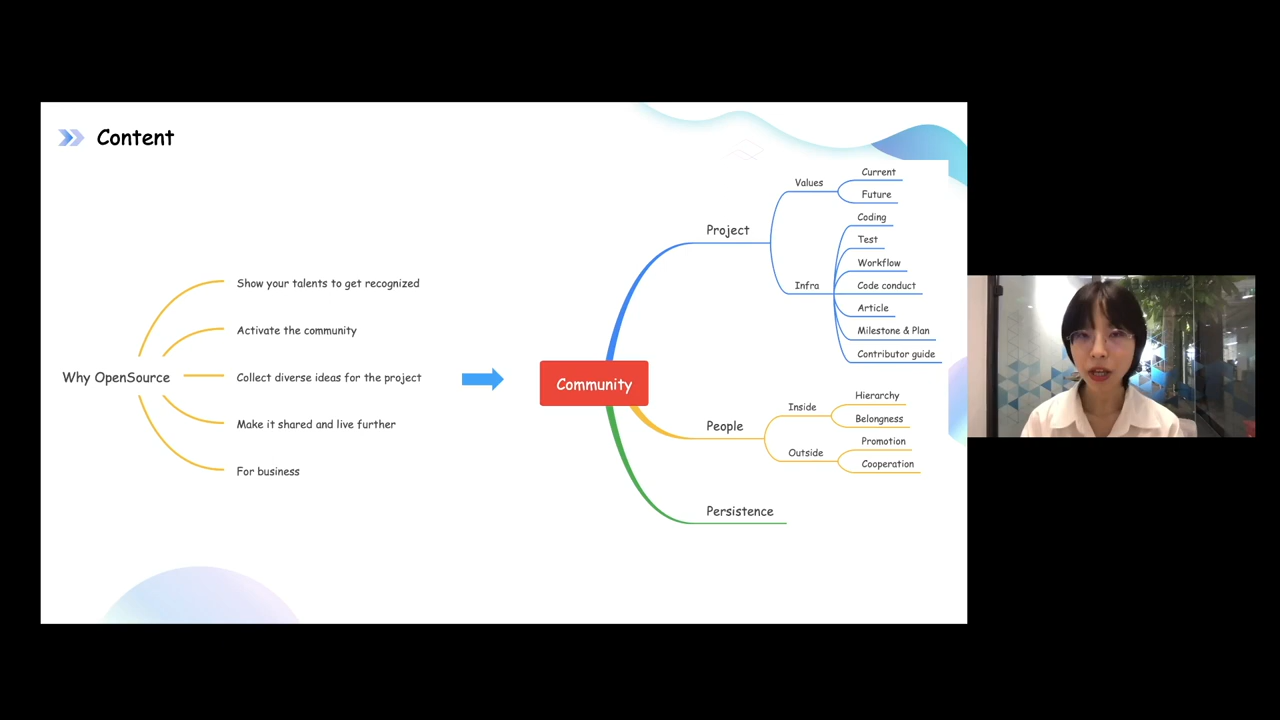 Content
Why OpenSource
Show your talents to get recognized
Activate the community
Collect diverse ideas for the project
Make it shared and live further
For business
Community
Project
Values
Current
Future
Infra
Coding
Test
Workflow
Code conduct
Article
Milestone & Plan
Contributor guide
People
Inside
Hierarchy
Belongness
Outside
Promotion
Cooperation
Persistence